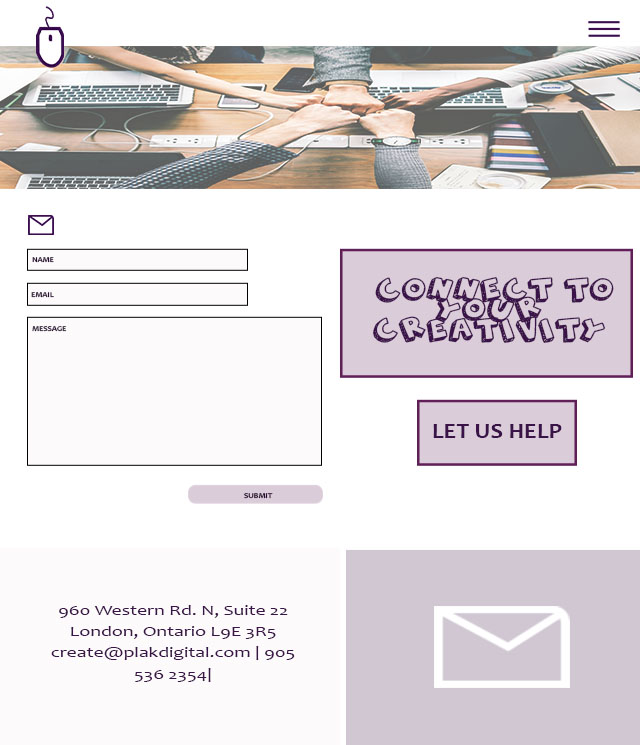 NAME
EMAIL
MESSAGE
SUBMIT
CONNECT TO
YOUR
CREATIVITY
LET US HELP
960 Western Rd. N, Suite 22
London, Ontario L9E 3R5
create@plakdigital.com | 905
536 2354|